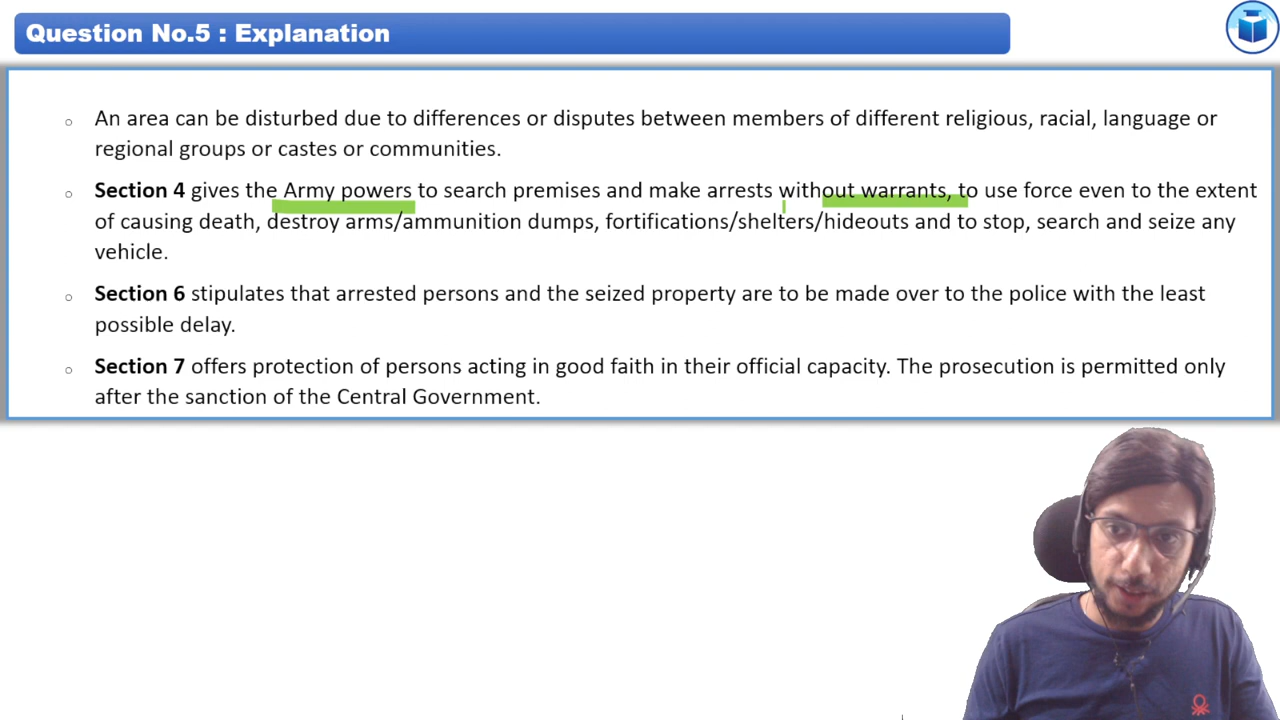 Question No.5 : Explanation
An area can be disturbed due to differences or disputes between members of different religious, racial, language or
regional groups or castes or communities.
Section 4 gives the Army powers to search premises and make arrests without warrants, to use force even to the extent
of causing death, destroy arms/ammunition dumps, fortifications/shelters/hideouts and to stop, search and seize any
vehicle.
Section 6 stipulates that arrested persons and the seized property are to be made over to the police with the least
possible delay.
Section 7 offers protection of persons acting in good faith in their official capacity. The prosecution is permitted only
after the sanction of the Central Government.